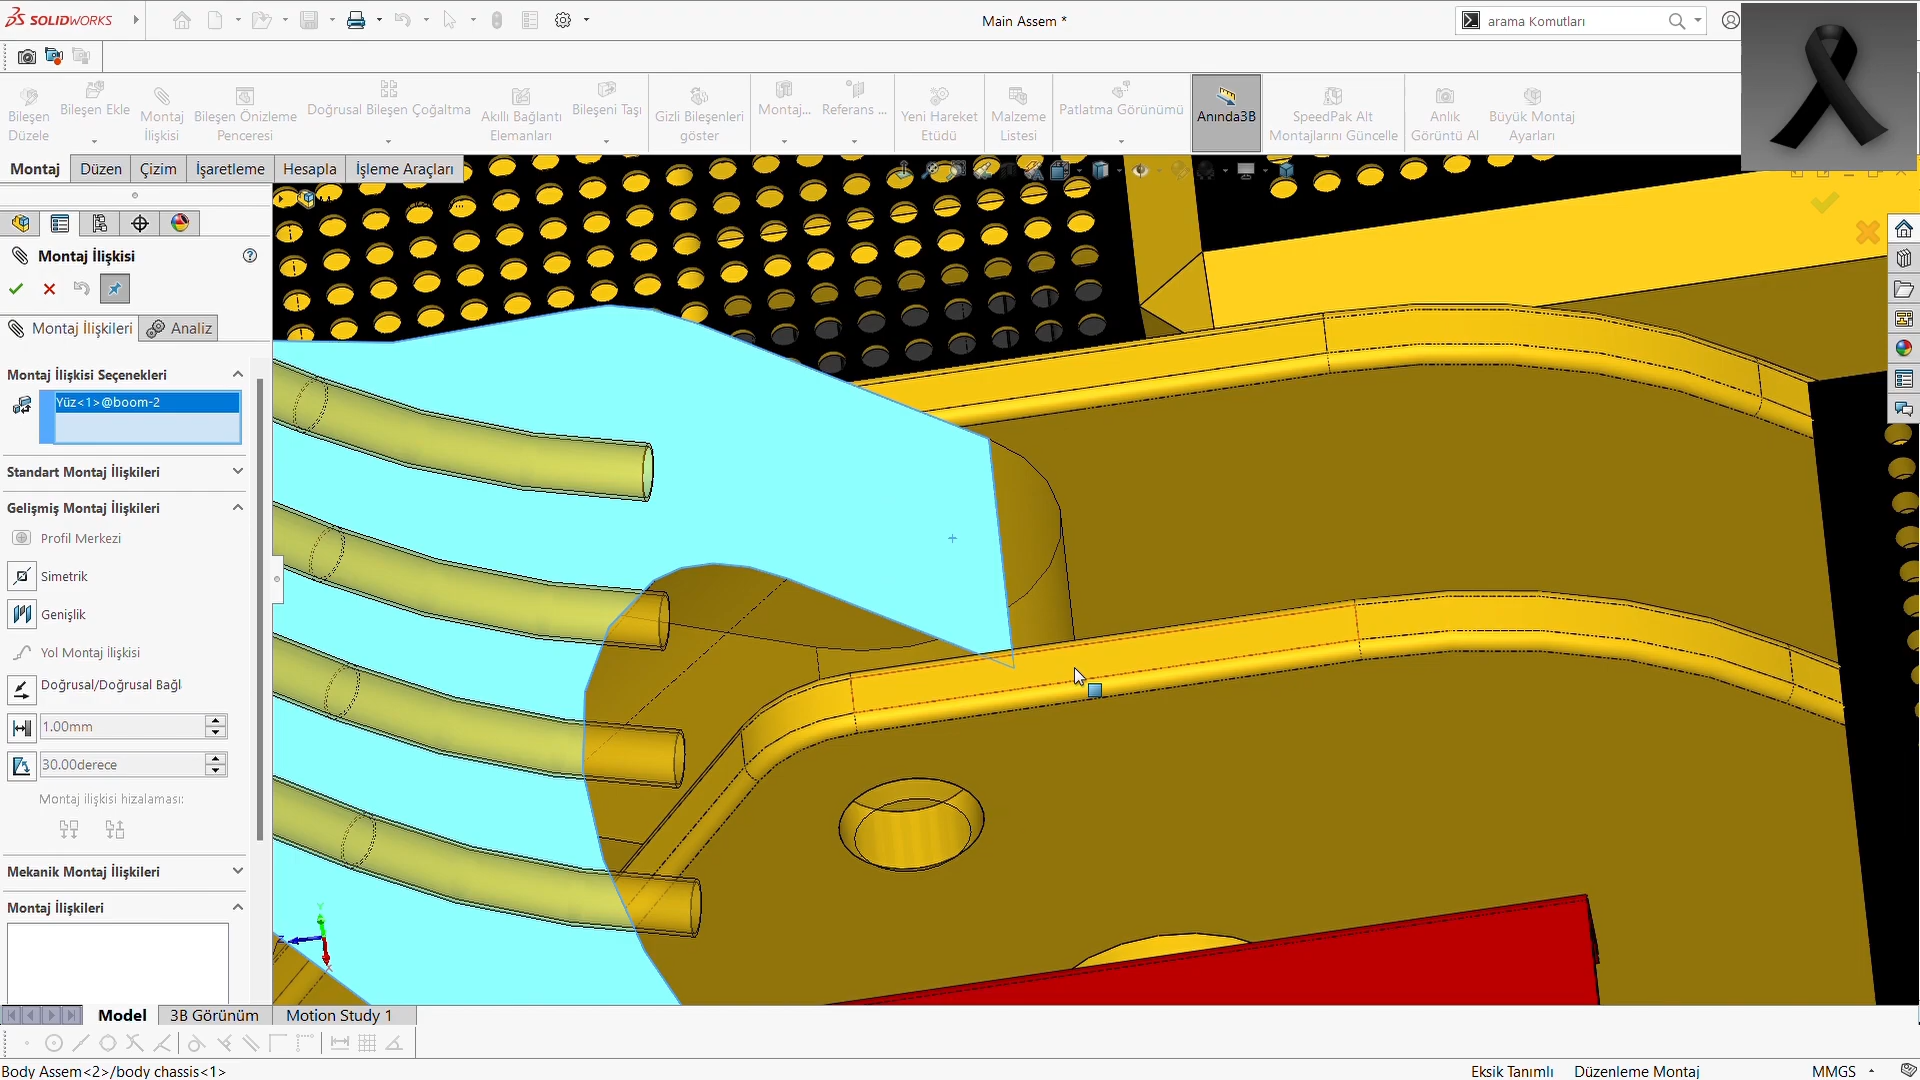 SOLIDWORKS
Main Assem *
arama Komutları
Bileşen Düzele
Bileşen Ekle
Montaj İlişkisi
Bileşen Önizleme Penceresi
Doğrusal Bileşen Çoğaltma
Akıllı Bağlantı Elemanları
Bileşeni Taşı
Gizli Bileşenleri göster
Montaj...
Referans ...
Yeni Hareket Etüdü
Malzeme Listesi
Patlatma Görünümü
Anında3B
SpeedPak Alt Montajlarını Güncelle
Anlık Görüntü Al
Büyük Montaj Ayarları
Montaj
Düzen
Çizim
İşaretleme
Hesapla
İşleme Araçları
Montaj İlişkisi
Montaj İlişkileri
Analiz
Montaj İlişkisi Seçenekleri
Yüz<1>@boom-2
Standart Montaj İlişkileri
Gelişmiş Montaj İlişkileri
Profil Merkezi
Simetrik
Genişlik
Yol Montaj İlişkisi
Doğrusal/Doğrusal Bağl
1.00mm
30.00derece
Montaj ilişkisi hizalaması:
Mekanik Montaj İlişkileri
Montaj İlişkileri
Model
3B Görünüm
Motion Study 1
Body Assem<2>/body chassis<1>
Eksik Tanımlı
Düzenleme Montaj
MMGS